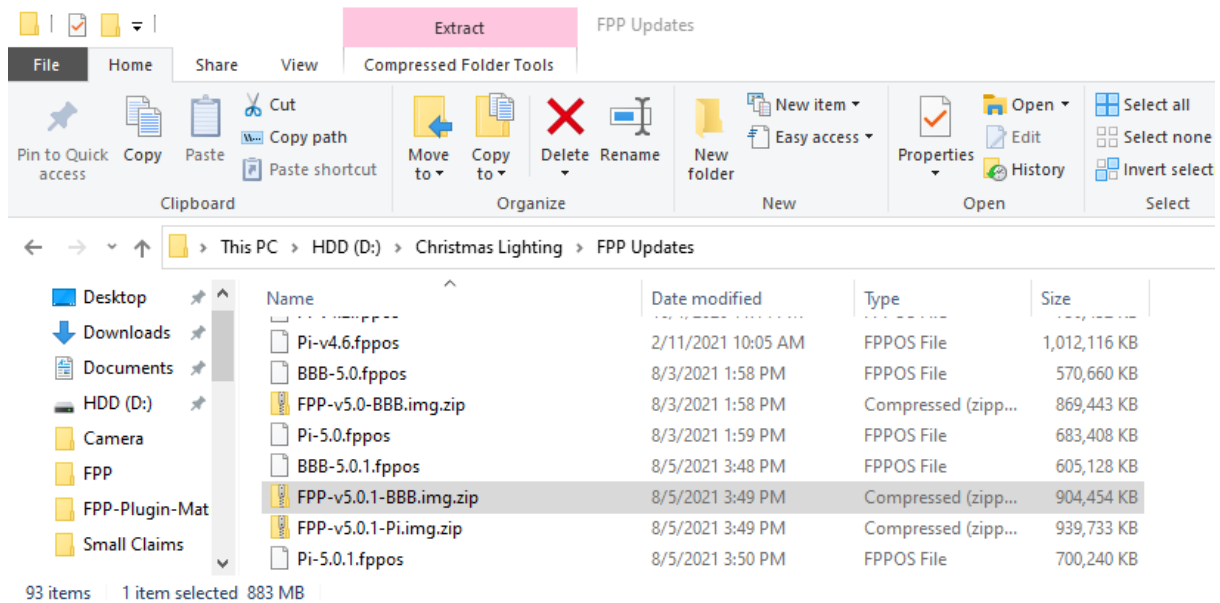 Extract FPP Updates
File Home Share View Compressed Folder Tools
Pin to Quick access
Copy
Paste
Cut
Copy path
Paste shortcut
Move to
Copy to
Delete
Rename
New folder
New item
Easy access
Properties
Open
Edit
History
Select all
Select none
Invert select
Clipboard Organize New Open Select
This PC > HDD (D:) > Christmas Lighting > FPP Updates
Desktop
Downloads
Documents
HDD (D:)
Camera
FPP
FPP-Plugin-Mat
Small Claims
Name Date modified Type Size
Pi-v4.6.fppos 2/11/2021 10:05 AM FPPOS File 1,012,116 KB
BBB-5.0.fppos 8/3/2021 1:58 PM FPPOS File 570,660 KB
FPP-v5.0-BBB.img.zip 8/3/2021 1:58 PM Compressed (zipp... 869,443 KB
Pi-5.0.fppos 8/3/2021 1:59 PM FPPOS File 683,408 KB
BBB-5.0.1.fppos 8/5/2021 3:48 PM FPPOS File 605,128 KB
FPP-v5.0.1-BBB.img.zip 8/5/2021 3:49 PM Compressed (zipp... 904,454 KB
FPP-v5.0.1-Pi.img.zip 8/5/2021 3:49 PM Compressed (zipp... 939,733 KB
Pi-5.0.1.fppos 8/5/2021 3:50 PM FPPOS File 700,240 KB
93 items 1 item selected 883 MB